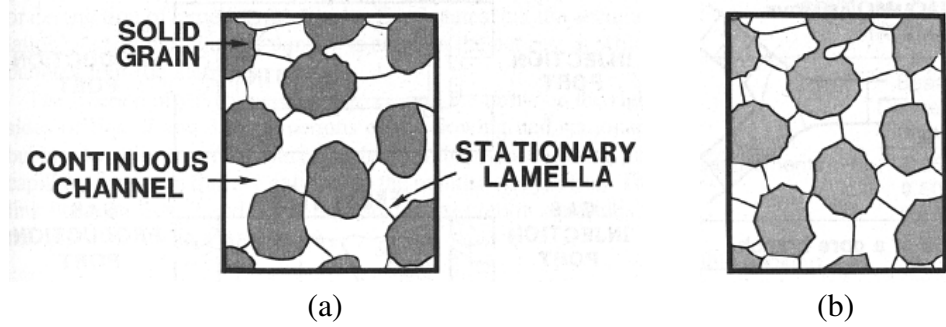 SOLID
GRAIN
CONTINUOUS
CHANNEL
STATIONARY
LAMELLA
(a)
(b)